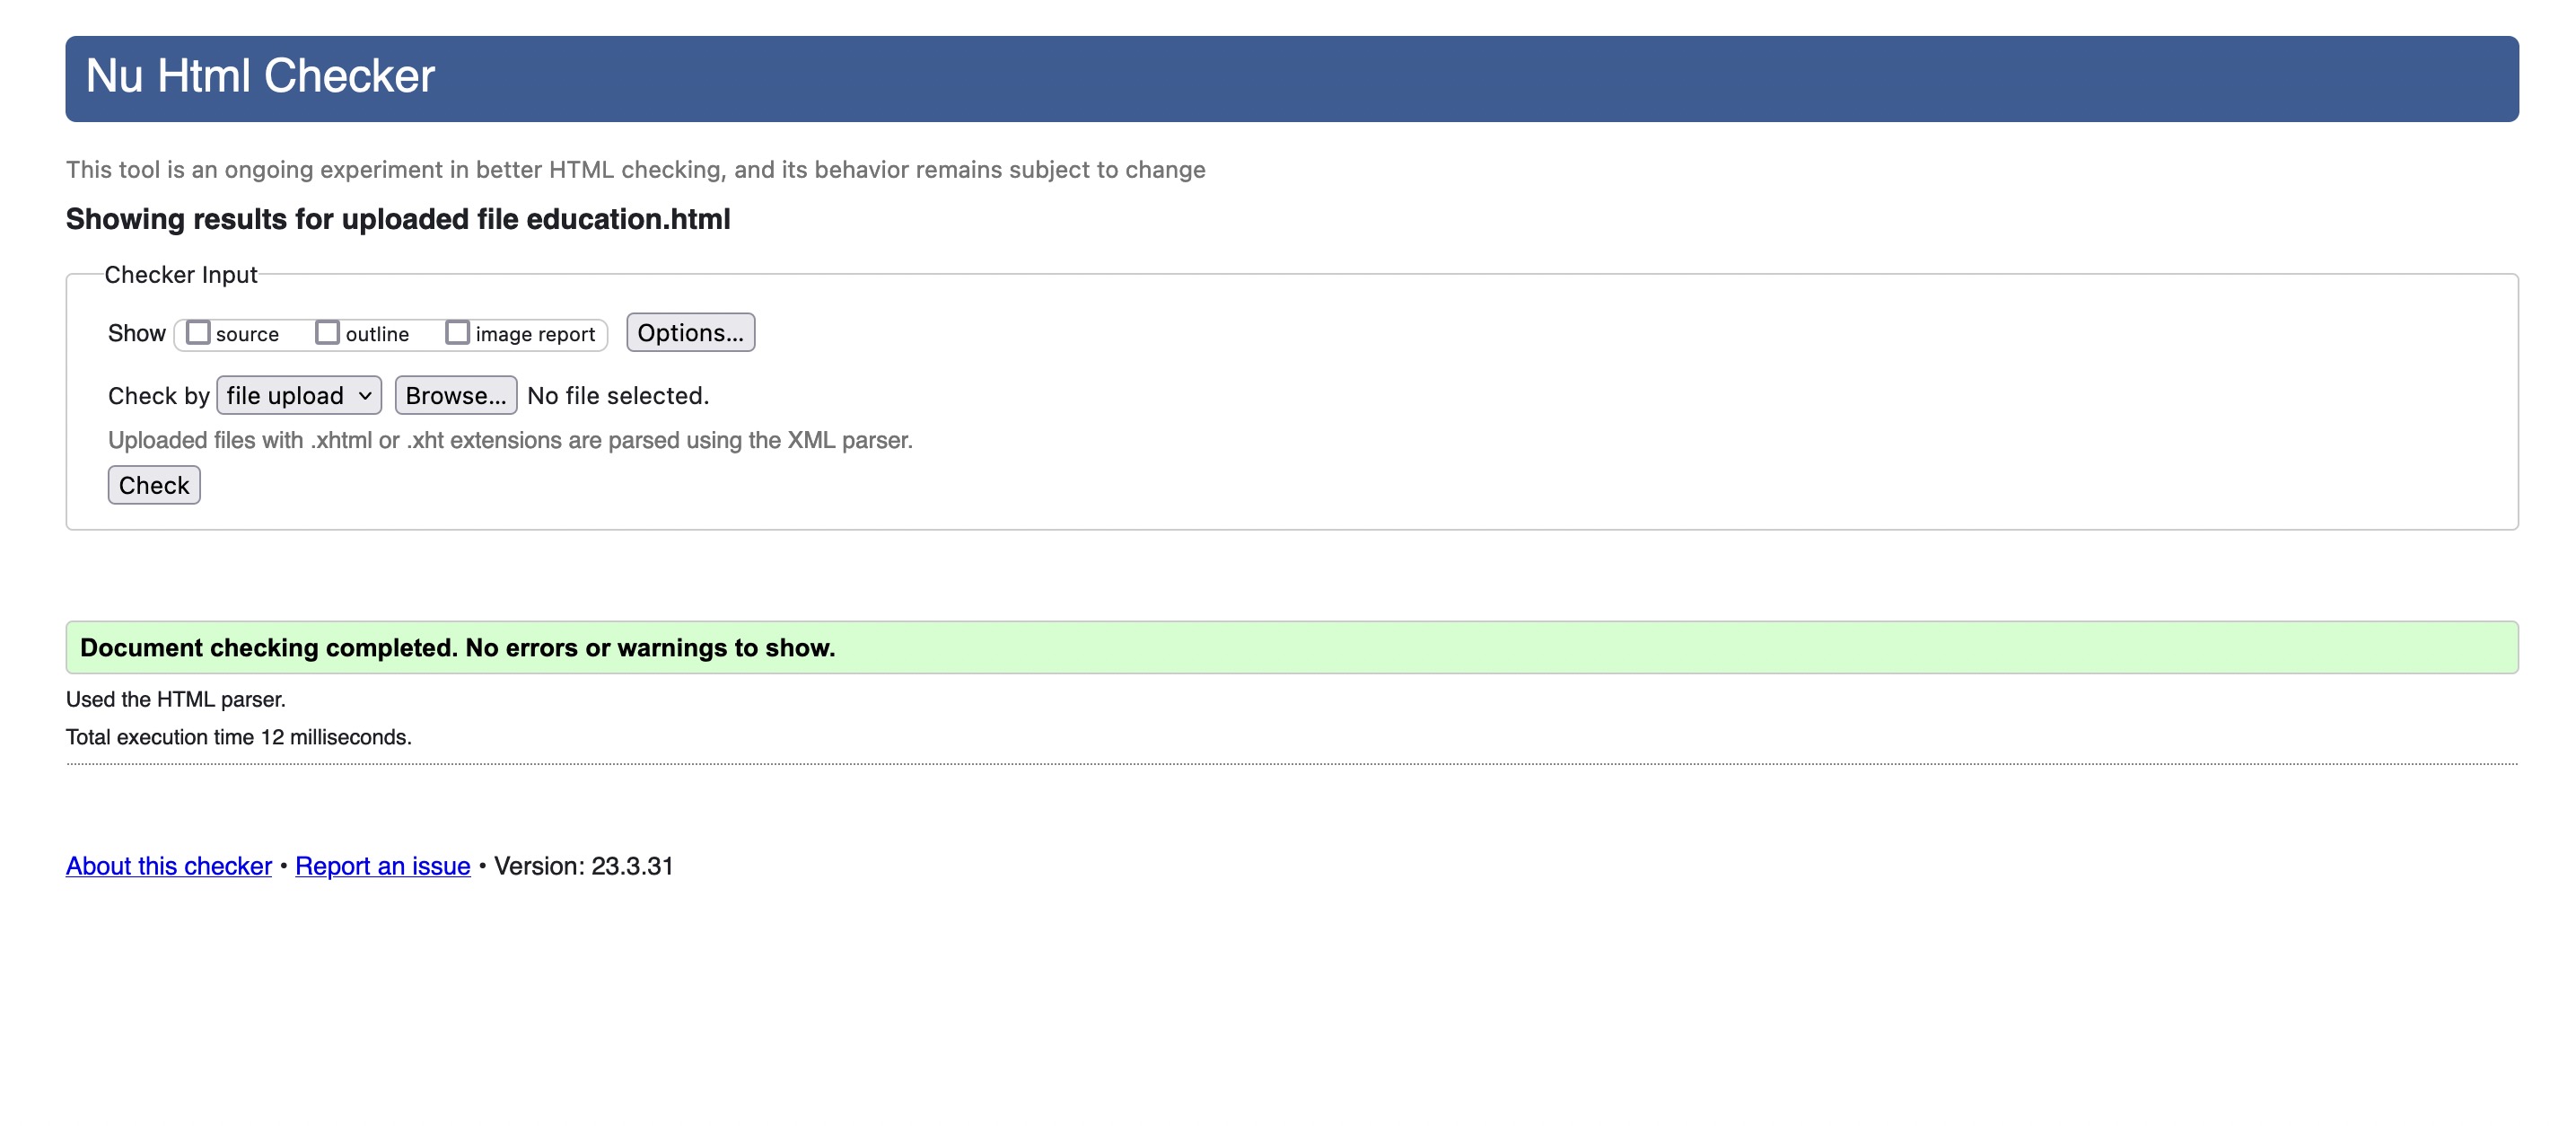 Nu Html Checker
This tool is an ongoing experiment in better HTML checking, and its behavior remains subject to change
Showing results for uploaded file education.html
Checker Input
Show source outline image report Options...
Check by file upload Browse... No file selected.
Uploaded files with .xhtml or .xht extensions are parsed using the XML parser.
Check
Document checking completed. No errors or warnings to show.
Used the HTML parser.
Total execution time 12 milliseconds.
About this checker • Report an issue • Version: 23.3.31